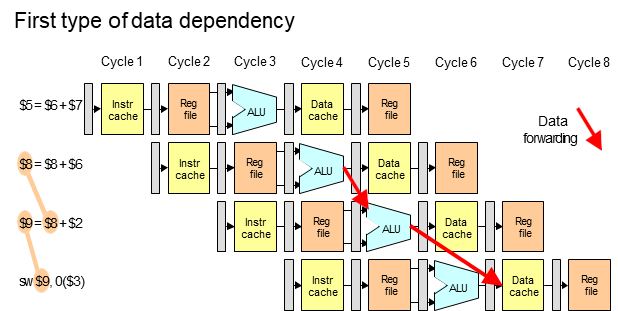 First type of data dependency
Cycle 1 Cycle 2 Cycle 3 Cycle 4 Cycle 5 Cycle 6 Cycle 7 Cycle 8
$5 = $6 + $7
Instr
cache
Reg
file
ALU
Data
cache
Reg
file
Data
forwarding
$8 = $8 + $6
Instr
cache
Reg
file
ALU
Data
cache
Reg
file
$9 = $8 + $2
Instr
cache
Reg
file
ALU
Data
cache
Reg
file
sw $9, 0($3)
Instr
cache
Reg
file
ALU
Data
cache
Reg
file